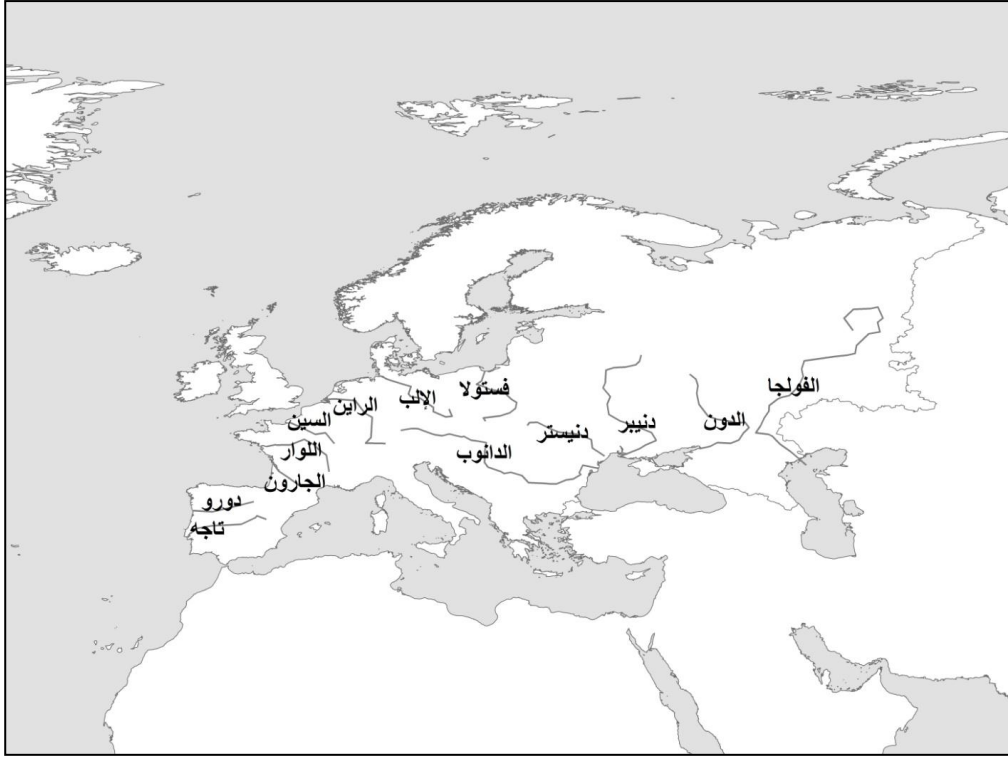 الفولجا
فستولا
الإلب
الراين
السين
الدون
دنيبر
دنيستر
الدانوب
اللوار
الجارون
دورو
تاجه